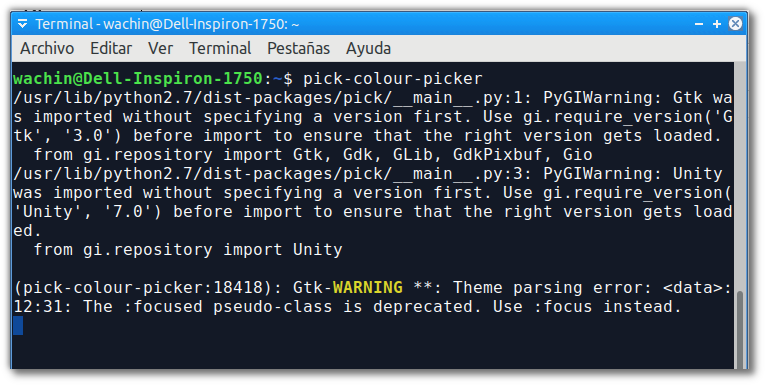 Terminal - wachin@Dell-Inspiron-1750: ~
Archivo Editar Ver Terminal Pestañas Ayuda
wachin@Dell-Inspiron-1750:~$ pick-colour-picker
/usr/lib/python2.7/dist-packages/pick/__main__.py:1: PyGIWarning: Gtk wa
s imported without specifying a version first. Use gi.require_version('G
tk', '3.0') before import to ensure that the right version gets loaded.
  from gi.repository import Gtk, Gdk, GLib, GdkPixbuf, Gio
/usr/lib/python2.7/dist-packages/pick/__main__.py:3: PyGIWarning: Unity
was imported without specifying a version first. Use gi.require_version(
'Unity', '7.0') before import to ensure that the right version gets load
ed.
  from gi.repository import Unity
(pick-colour-picker:18418): Gtk-WARNING **: Theme parsing error: <data>:
12:31: The :focused pseudo-class is deprecated. Use :focus instead.